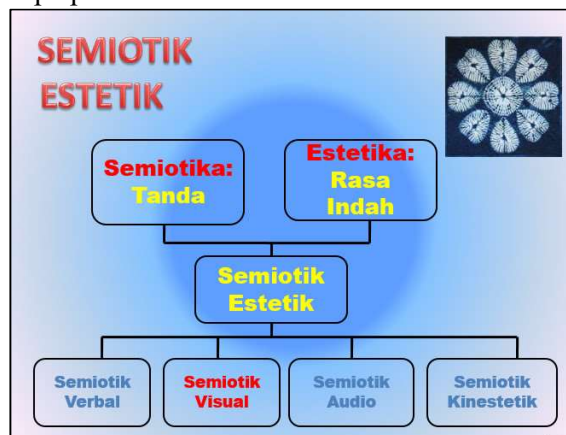 SEMIOTIK
ESTETIK
Semiotika:
Tanda
Estetika:
Rasa
Indah
Semiotik
Estetik
Semiotik
Verbal
Semiotik
Visual
Semiotik
Audio
Semiotik
Kinestetik